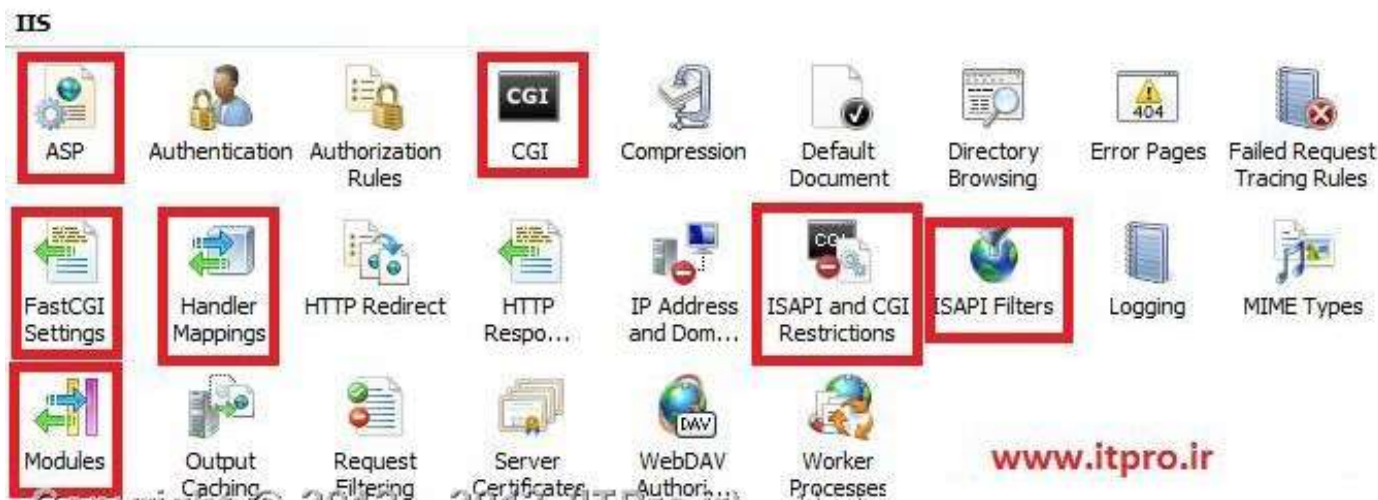 IIS
ASP
Authentication
Authorization
Rules
CGI
CGI
Compression
Default
Document
Directory
Browsing
404
Error Pages
Failed Request
Tracing Rules
FastCGI
Settings
Handler
Mappings
HTTP Redirect
HTTP
Respo...
IP Address
and Dom...
ISAPI and CGI
Restrictions
ISAPI Filters
Logging
MIME Types
Modules
Output
Caching
Request
Filtering
Server
Certificates
DAV
WebDAV
Authori...
Worker
Processes
www.itpro.ir